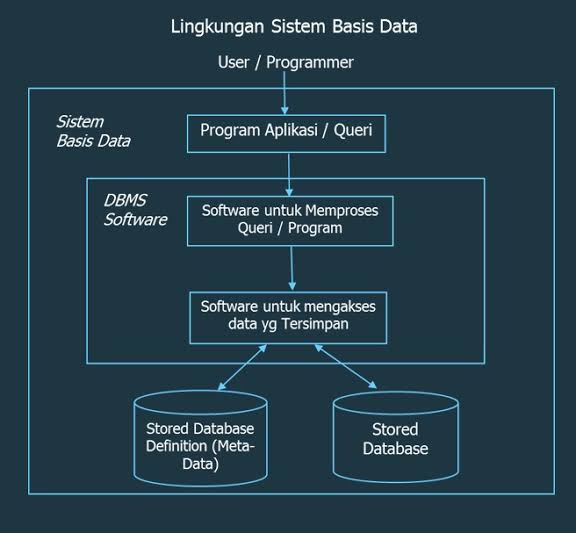 Lingkungan Sistem Basis Data
User / Programmer
Sistem
Basis Data
Program Aplikasi / Queri
DBMS
Software
Software untuk Memproses
Queri / Program
Software untuk mengakses
data yg Tersimpan
Stored Database
Definition (Meta-
Data)
Stored
Database